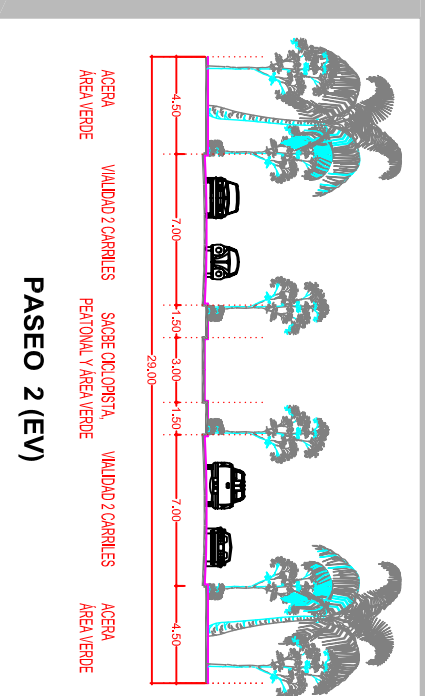 4.50
7.00
1.50
3.00
1.50
7.00
4.50
29.00
ACERA
ÁREA VERDE
VIALIDAD 2 CARRILES
SACBE CICLOPISTA,
PEATONAL Y ÁREA VERDE
VIALIDAD 2 CARRILES
ACERA
ÁREA VERDE
PASEO 2 (EV)